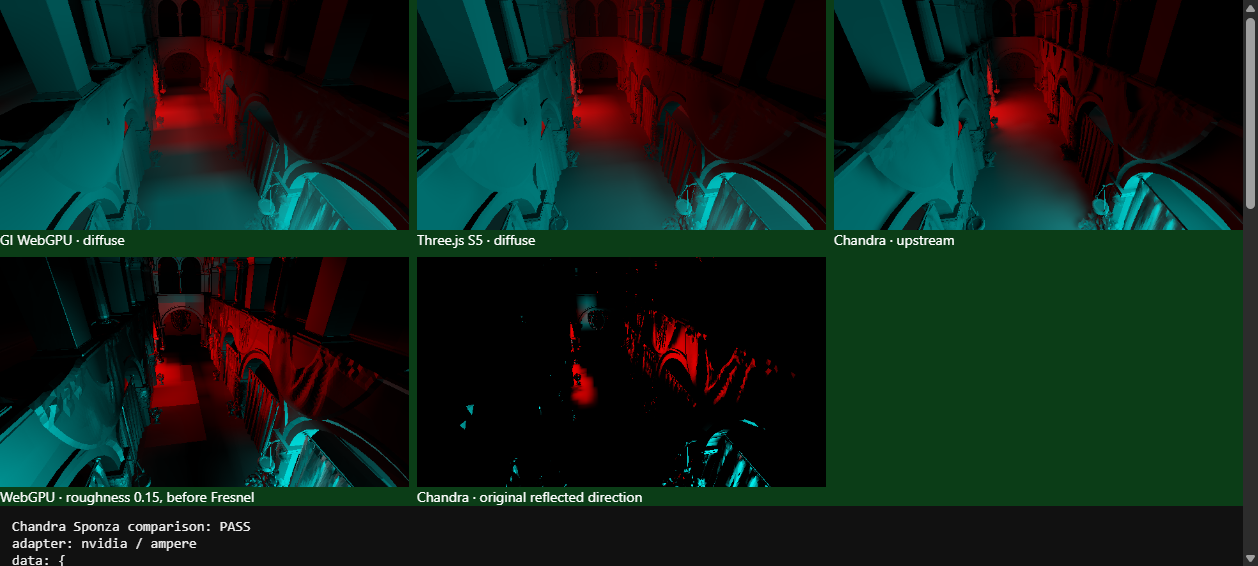 GI WebGPU · diffuse
Three.js S5 · diffuse
Chandra · upstream
WebGPU · roughness 0.15, before Fresnel
Chandra · original reflected direction
Chandra Sponza comparison: PASS
adapter: nvidia / ampere
data: {